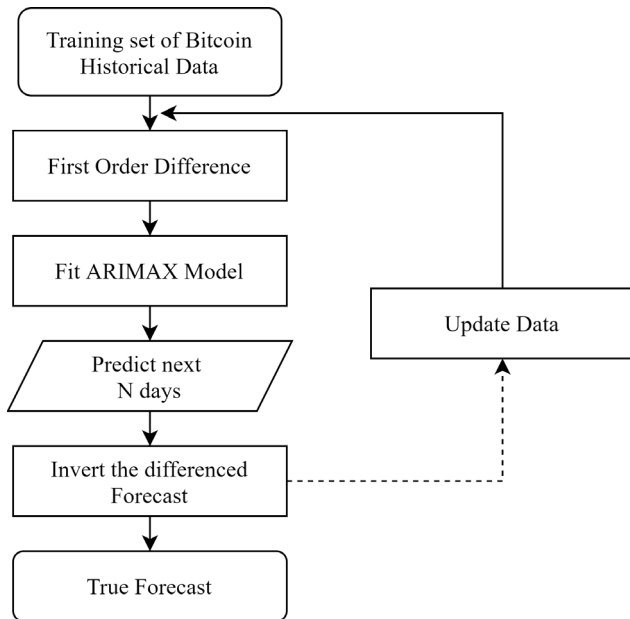 Training set of Bitcoin
Historical Data
First Order Difference
Fit ARIMAX Model
Update Data
Predict next
N days
Invert the differenced
Forecast
True Forecast